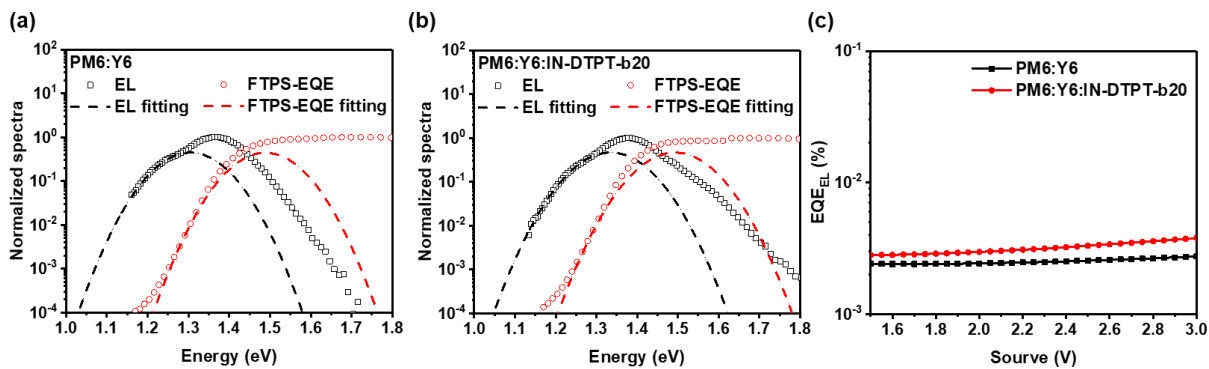 (a)
PM6:Y6
EL
FTPS-EQE
EL fitting
FTPS-EQE fitting
Normalized spectra
10²
10¹
10⁰
10⁻¹
10⁻²
10⁻³
10⁻⁴
1.0 1.1 1.2 1.3 1.4 1.5 1.6 1.7 1.8
Energy (eV)
(b)
PM6:Y6:IN-DTPT-b20
EL
FTPS-EQE
EL fitting
FTPS-EQE fitting
Normalized spectra
10²
10¹
10⁰
10⁻¹
10⁻²
10⁻³
10⁻⁴
1.0 1.1 1.2 1.3 1.4 1.5 1.6 1.7 1.8
Energy (eV)
(c)
PM6:Y6
PM6:Y6:IN-DTPT-b20
EQE_EL (%)
10⁻¹
10⁻²
10⁻³
1.6 1.8 2.0 2.2 2.4 2.6 2.8 3.0
Sourve (V)